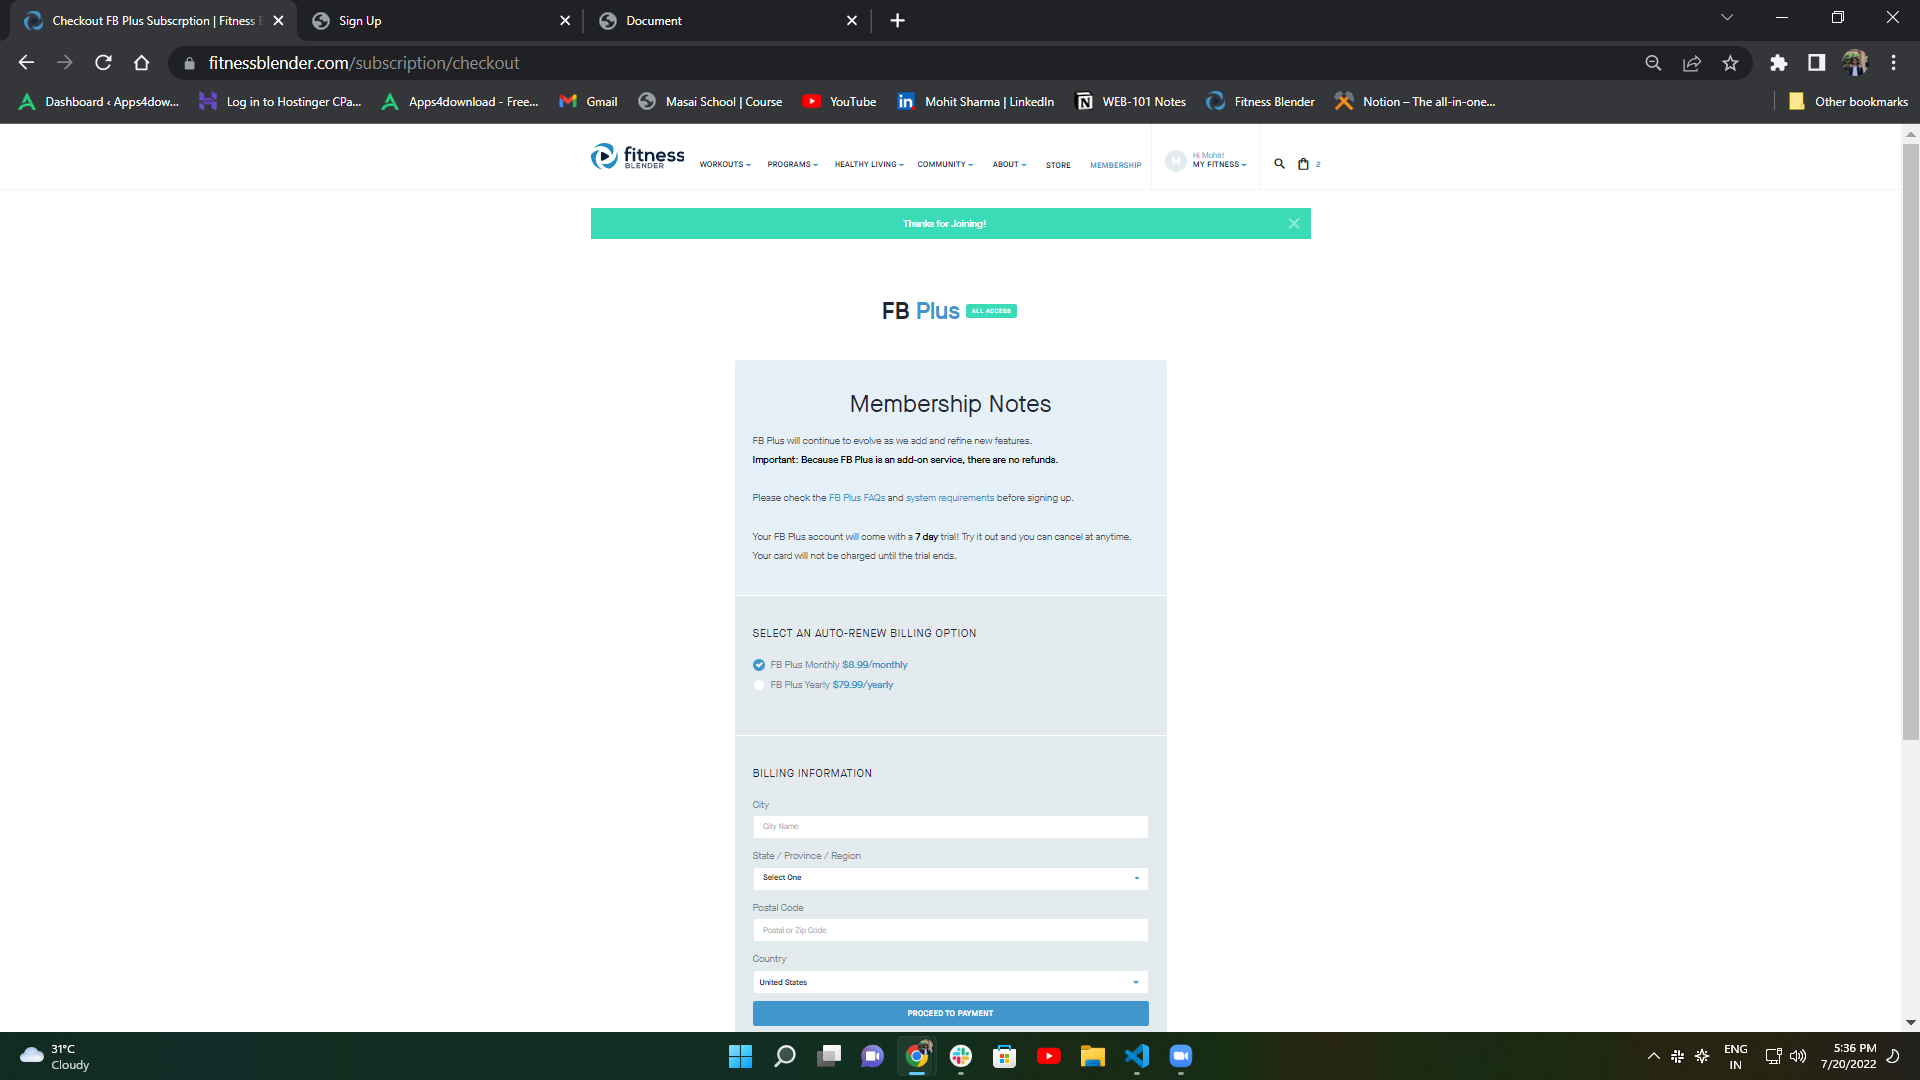 Checkout FB Plus Subscrption | Fitness
Sign Up
Document
fitnessblender.com/subscription/checkout
Dashboard ‹ Apps4dow...
Log in to Hostinger CPa...
Apps4download - Free...
Gmail
Masai School | Course
YouTube
Mohit Sharma | LinkedIn
WEB-101 Notes
Fitness Blender
Notion – The all-in-one...
Other bookmarks
fitness
BLENDER
WORKOUTS
PROGRAMS
HEALTHY LIVING
COMMUNITY
ABOUT
STORE
MEMBERSHIP
M
Hi Mohit!
MY FITNESS
2
Thanks for Joining!
FB Plus ALL ACCESS
Membership Notes
FB Plus will continue to evolve as we add and refine new features.
Important: Because FB Plus is an add-on service, there are no refunds.
Please check the FB Plus FAQs and system requirements before signing up.
Your FB Plus account will come with a 7 day trial! Try it out and you can cancel at anytime.
Your card will not be charged until the trial ends.
SELECT AN AUTO-RENEW BILLING OPTION
FB Plus Monthly $8.99/monthly
FB Plus Yearly $79.99/yearly
BILLING INFORMATION
City
City Name
State / Province / Region
Select One
Postal Code
Postal or Zip Code
Country
United States
PROCEED TO PAYMENT
31°C
Cloudy
ENG
IN
5:36 PM
7/20/2022